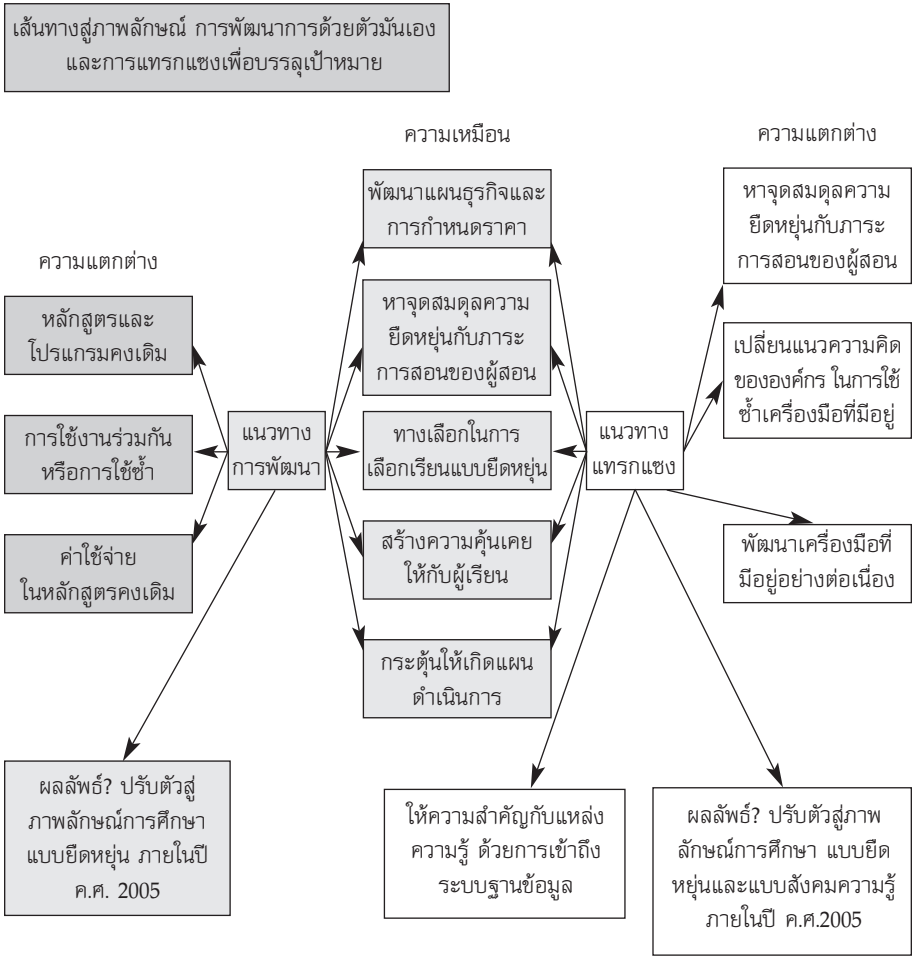 เส้นทางสู่ภาพลักษณ์ การพัฒนาการด้วยตัวมันเอง
และการแทรกแซงเพื่อบรรลุเป้าหมาย
ความเหมือน
ความแตกต่าง
พัฒนาแผนธุรกิจและ
การกำหนดราคา
หาจุดสมดุลความ
ยืดหยุ่นกับภาระ
การสอนของผู้สอน
ความแตกต่าง
หลักสูตรและ
โปรแกรมคงเดิม
หาจุดสมดุลความ
ยืดหยุ่นกับภาระ
การสอนของผู้สอน
เปลี่ยนแนวความคิด
ขององค์กร ในการใช้
ซ้ำเครื่องมือที่มีอยู่
การใช้งานร่วมกัน
หรือการใช้ซ้ำ
แนวทาง
การพัฒนา
ทางเลือกในการ
เลือกเรียนแบบยืดหยุ่น
แนวทาง
แทรกแซง
ค่าใช้จ่าย
ในหลักสูตรคงเดิม
สร้างความคุ้นเคย
ให้กับผู้เรียน
พัฒนาเครื่องมือที่
มีอยู่อย่างต่อเนื่อง
กระตุ้นให้เกิดแผน
ดำเนินการ
ผลลัพธ์? ปรับตัวสู่
ภาพลักษณ์การศึกษา
แบบยืดหยุ่น ภายในปี
ค.ศ. 2005
ให้ความสำคัญกับแหล่ง
ความรู้ ด้วยการเข้าถึง
ระบบฐานข้อมูล
ผลลัพธ์? ปรับตัวสู่ภาพ
ลักษณ์การศึกษา แบบยืด
หยุ่นและแบบสังคมความรู้
ภายในปี ค.ศ.2005